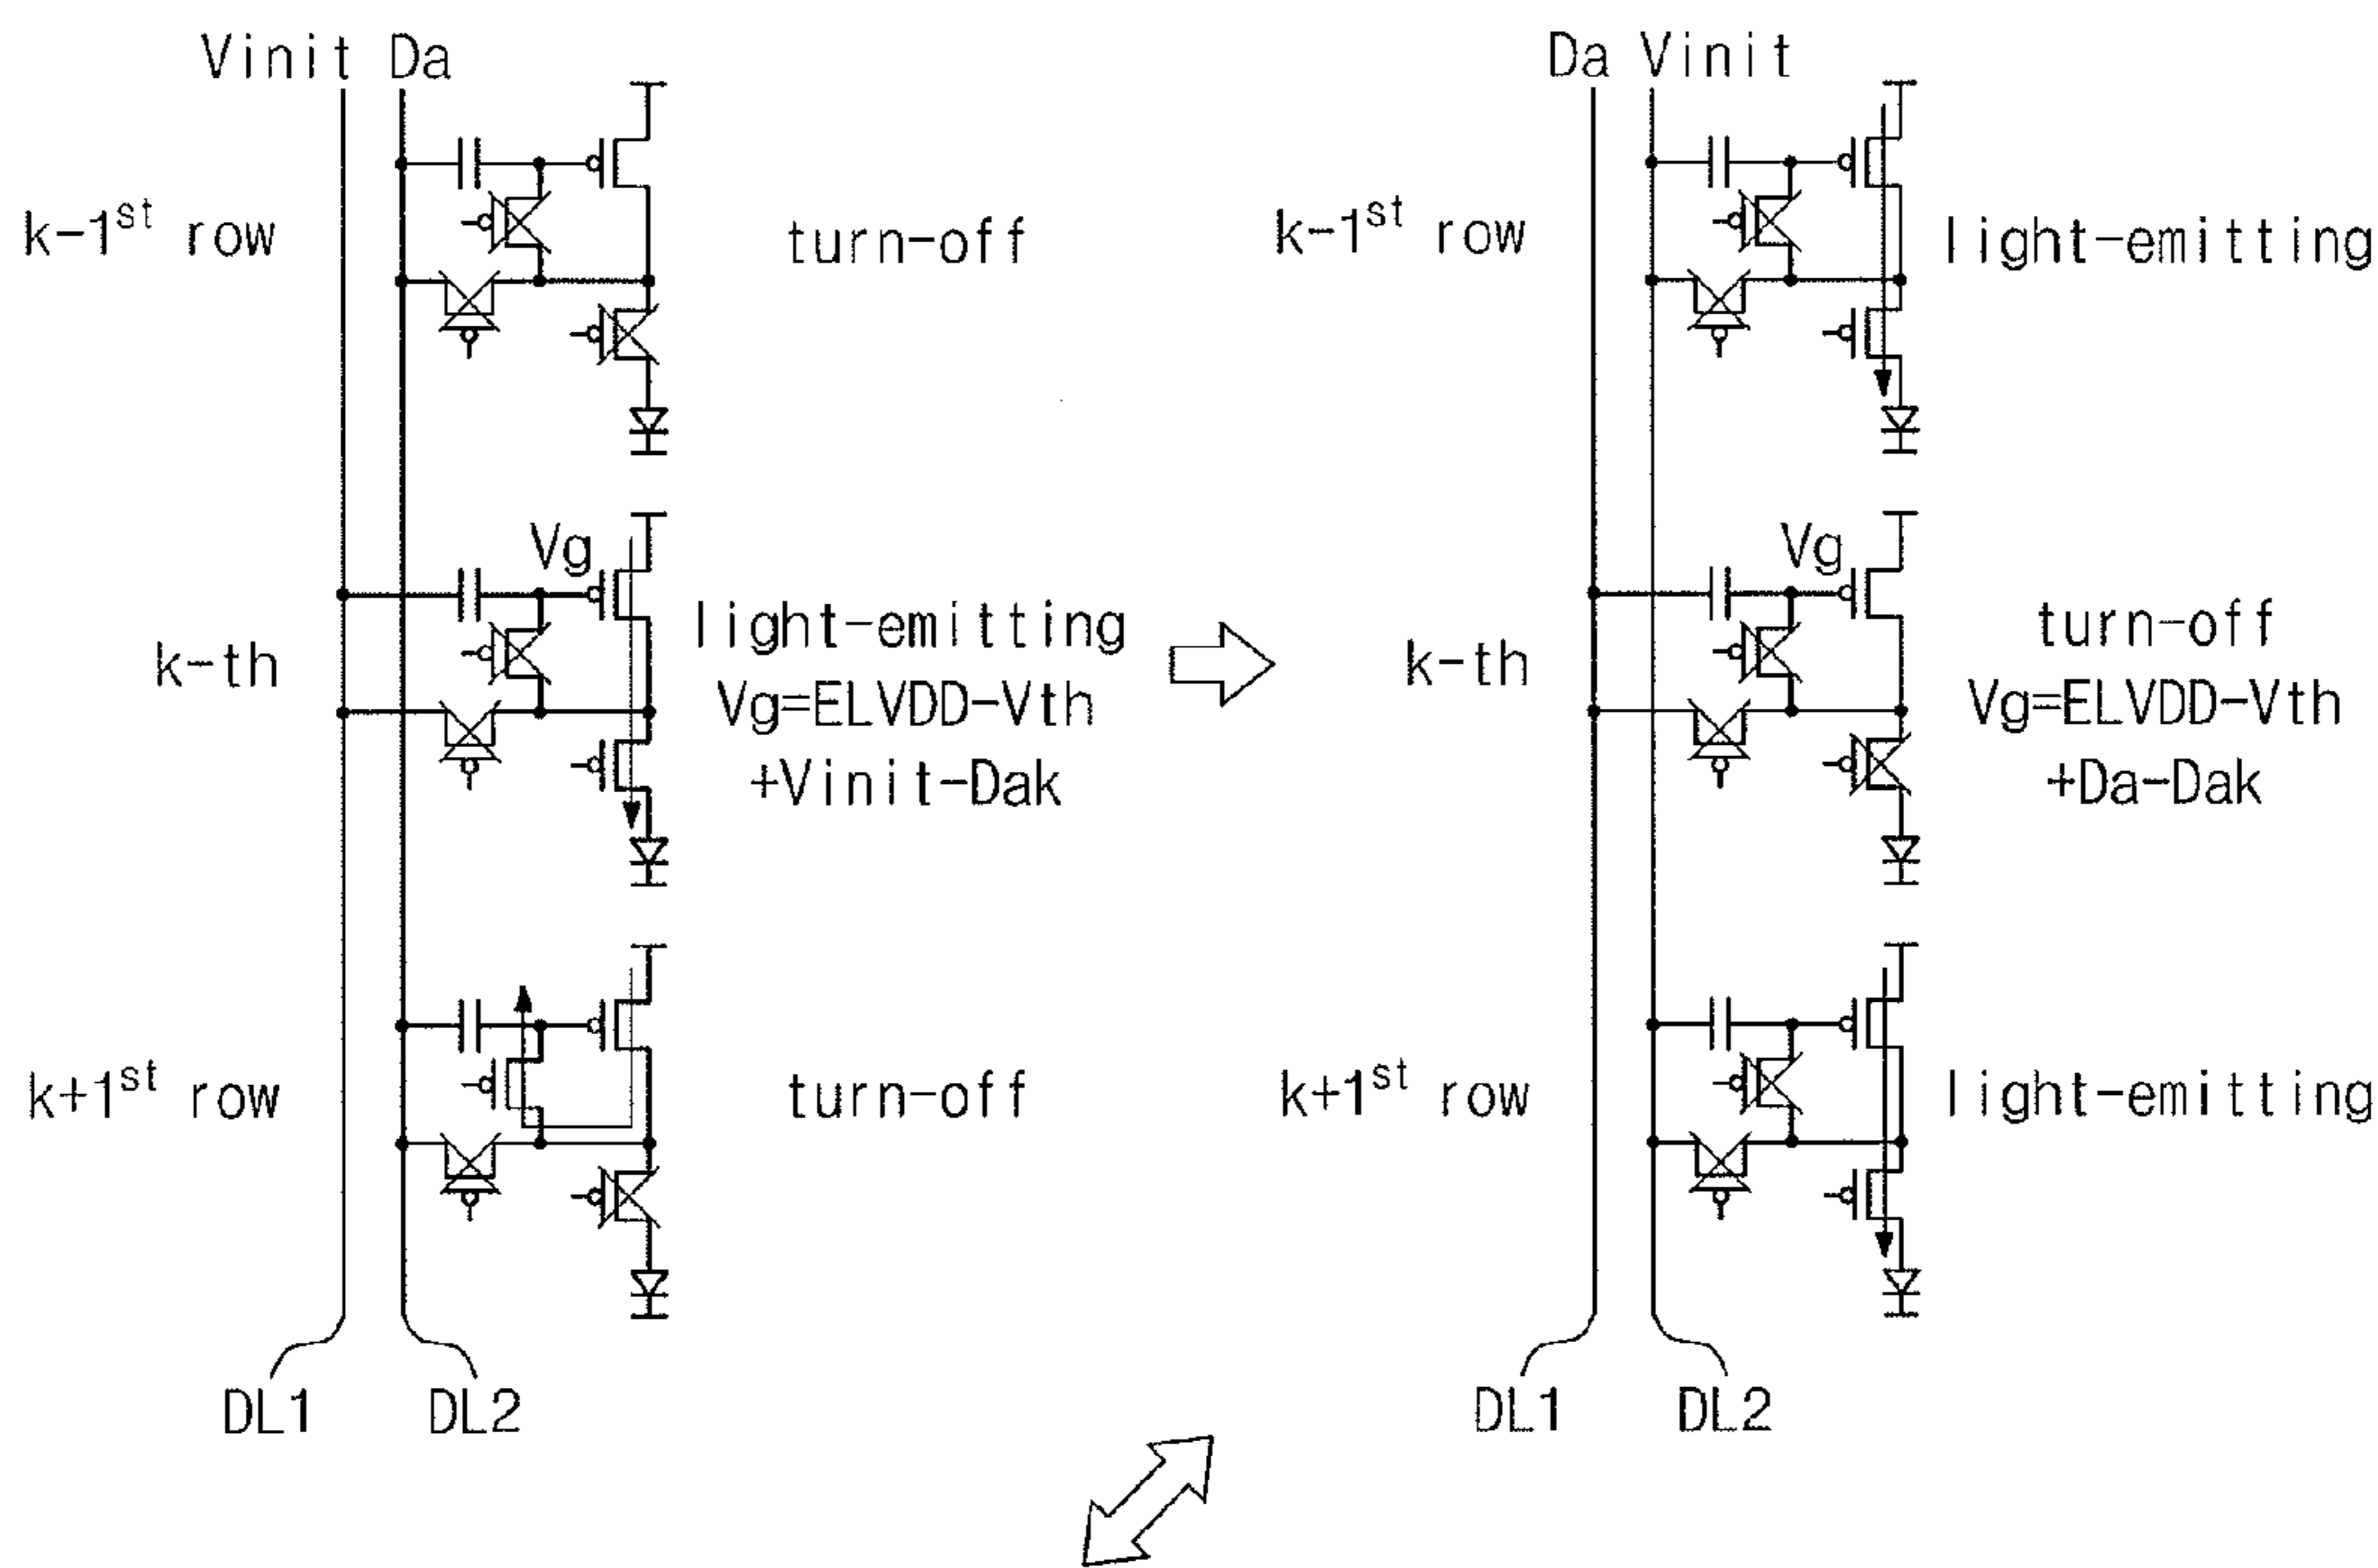 Vinit Da
k-1st row
turn-off
Vg
k-th
light-emitting
Vg=ELVDD-Vth
+Vinit-Dak
k+1st row
turn-off
DL1
DL2
Da Vinit
k-1st row
light-emitting
Vg
k-th
turn-off
Vg=ELVDD-Vth
+Da-Dak
k+1st row
light-emitting
DL1
DL2